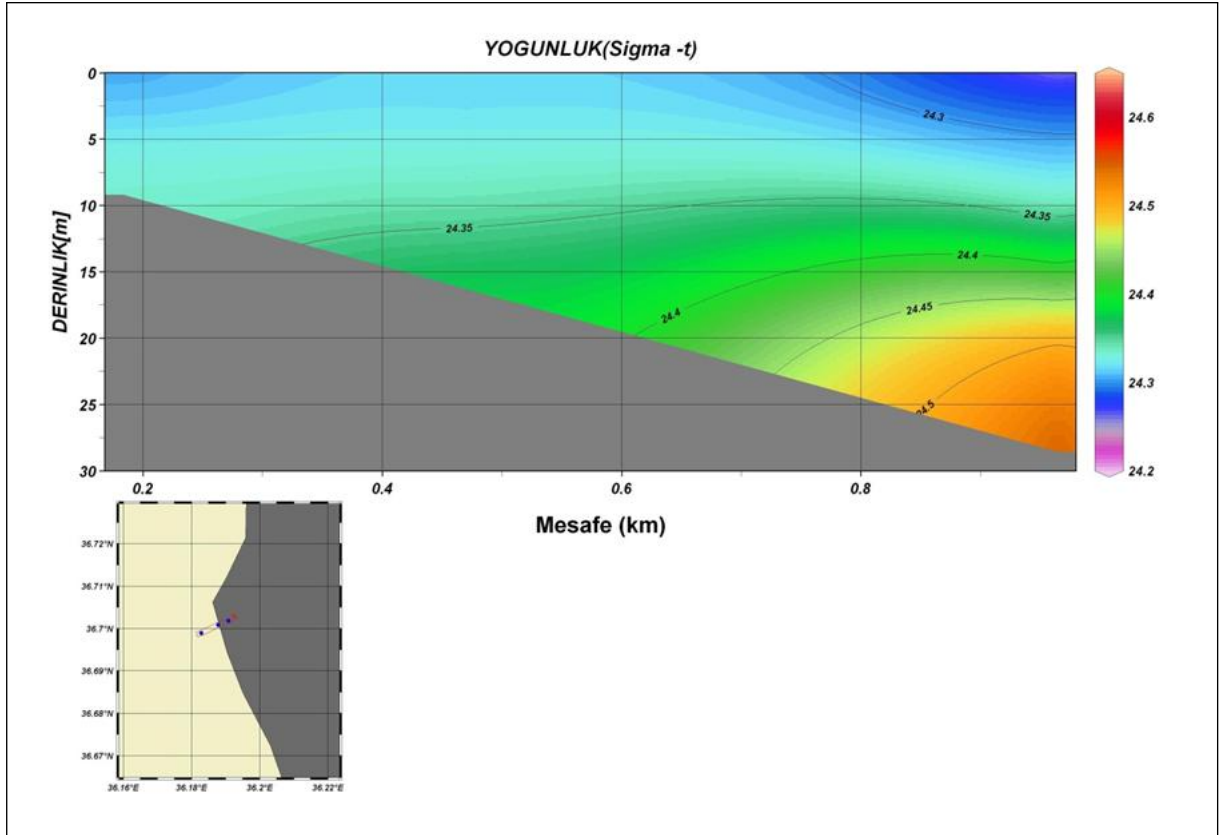 YOGUNLUK(Sigma -t)
0
5
10
15
20
25
30
DERINLIK[m]
24.3
24.35
24.35
24.4
24.4
24.45
24.5
24.6
24.5
24.4
24.3
24.2
0.2
0.4
0.6
0.8
Mesafe (km)
36.72°N
36.71°N
36.7°N
36.69°N
36.68°N
36.67°N
36.16°E
36.18°E
36.2°E
36.22°E